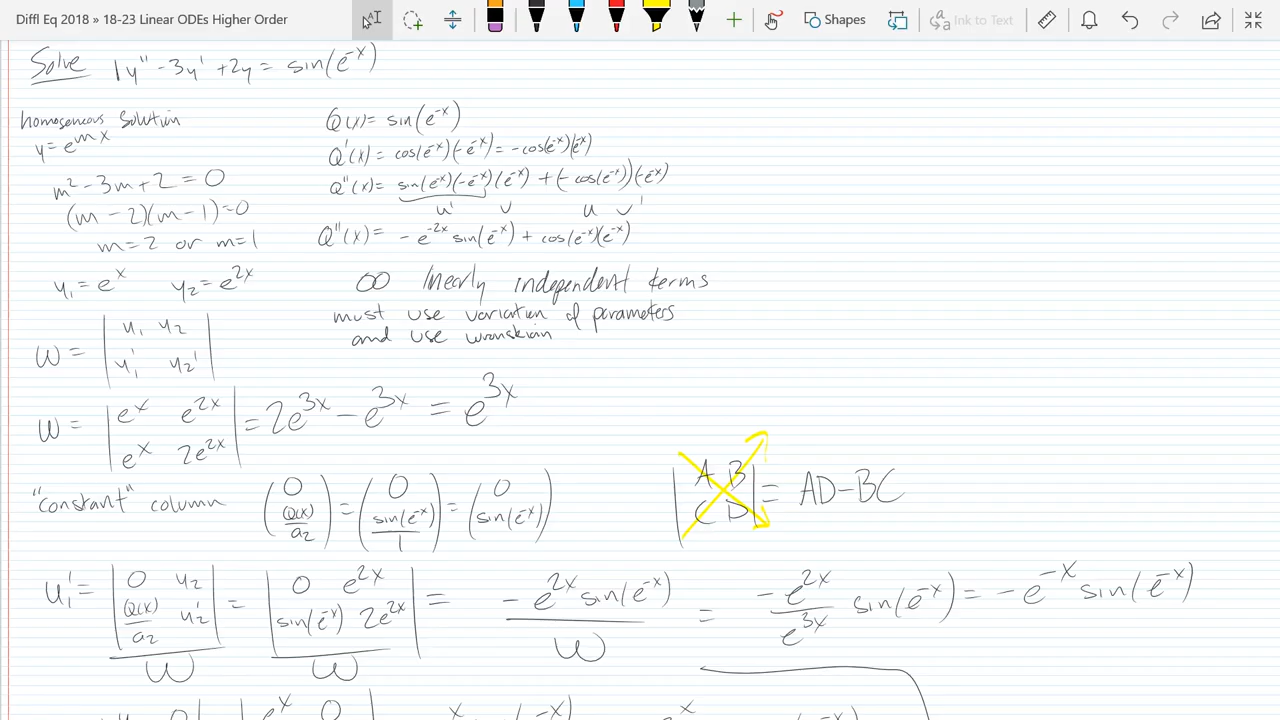 Diffl Eq 2018 » 18-23 Linear ODEs Higher Order
Shapes
Ink to Text
Solve 1y'' -3y' +2y = sin(e^-x)
homogeneous solution
y=e^mx
m² -3m+2 = 0
(m-2)(m-1)=0
m=2 or m=1
y₁=e^x y₂=e^2x
Q(x)= sin(e^-x)
Q'(x)= cos(e^-x)(-e^-x) = -cos(e^-x)(e^-x)
Q''(x)= sin(e^-x)(-e^-x)(e^-x) +(-cos(e^-x))(-e^-x)
u' v u v'
Q''(x)= -e^-2x sin(e^-x) + cos(e^-x)(e^-x)
∞ linearly independent terms
must use variation of parameters
and use wronskian
W = | y₁ y₂ |
| y₁' y₂' |
W = | e^x e^2x | = 2e^3x - e^3x = e^3x
| e^x 2e^2x |
"constant" column (0, Q(x)/a₂) = (0, sin(e^-x)/1) = (0, sin(e^-x))
| A B | = AD-BC
| C D |
u₁' = | 0 y₂ | = | 0 e^2x | = -e^2x sin(e^-x) / W = -e^2x / e^3x sin(e^-x) = -e^-x sin(e^-x)
| Q(x)/a₂ y₂' | | sin(e^-x) 2e^2x |
W W